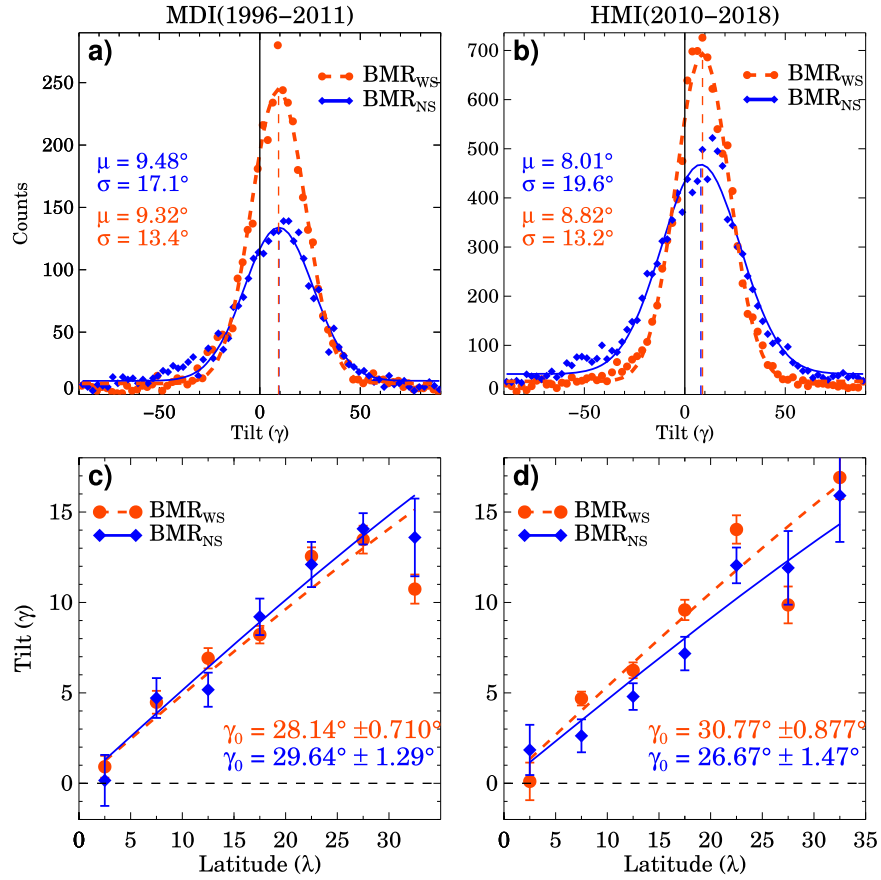 MDI(1996−2011)
a)
BMR_WS
BMR_NS
μ = 9.48°
σ = 17.1°
μ = 9.32°
σ = 13.4°
Counts
0
50
100
150
200
250
−50
0
50
Tilt (γ)
HMI(2010−2018)
b)
BMR_WS
BMR_NS
μ = 8.01°
σ = 19.6°
μ = 8.82°
σ = 13.2°
0
100
200
300
400
500
600
700
−50
0
50
Tilt (γ)
c)
BMR_WS
BMR_NS
γ₀ = 28.14° ±0.710°
γ₀ = 29.64° ± 1.29°
Tilt (γ)
0
5
10
15
0
5
10
15
20
25
30
Latitude (λ)
d)
BMR_WS
BMR_NS
γ₀ = 30.77° ±0.877°
γ₀ = 26.67° ± 1.47°
0
5
10
15
0
5
10
15
20
25
30
35
Latitude (λ)